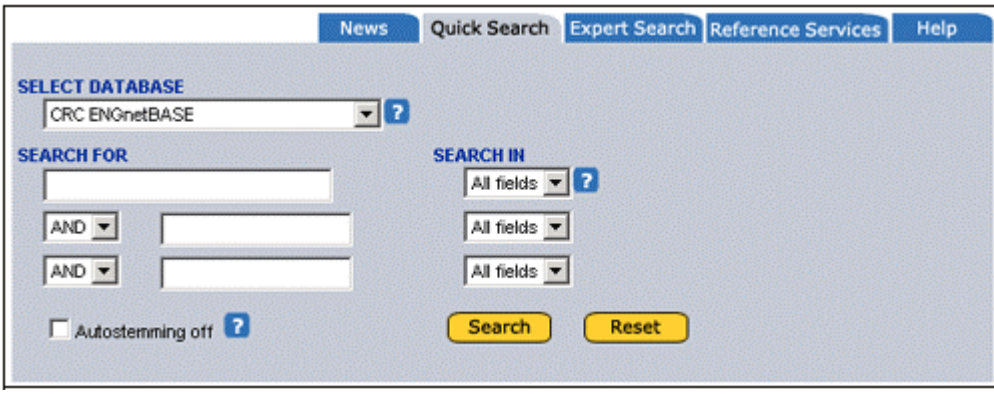 News Quick Search Expert Search Reference Services Help
SELECT DATABASE
CRC ENGnetBASE ?
SEARCH FOR SEARCH IN
All fields ?
AND All fields
AND All fields
Autostemming off ? Search Reset